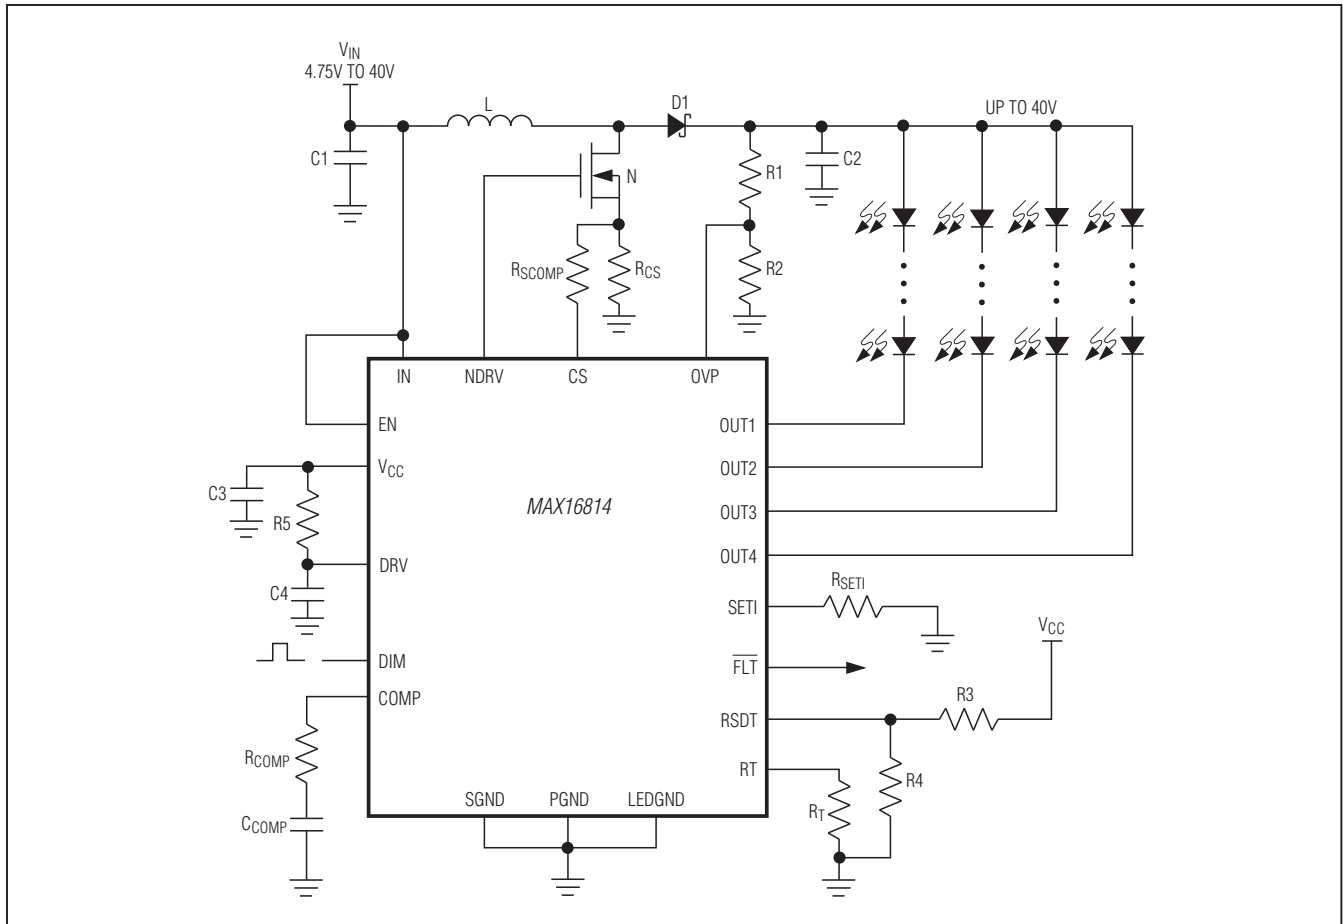 VIN
4.75V TO 40V
L
D1
UP TO 40V
C1
N
R1
C2
RSCOMP
RCS
R2
IN
NDRV
CS
OVP
EN
OUT1
VCC
OUT2
C3
R5
MAX16814
OUT3
OUT4
DRV
C4
SETI
RSETI
DIM
FLT
VCC
COMP
RSDT
R3
RCOMP
RT
R4
CCOMP
SGND
PGND
LEDGND
RT